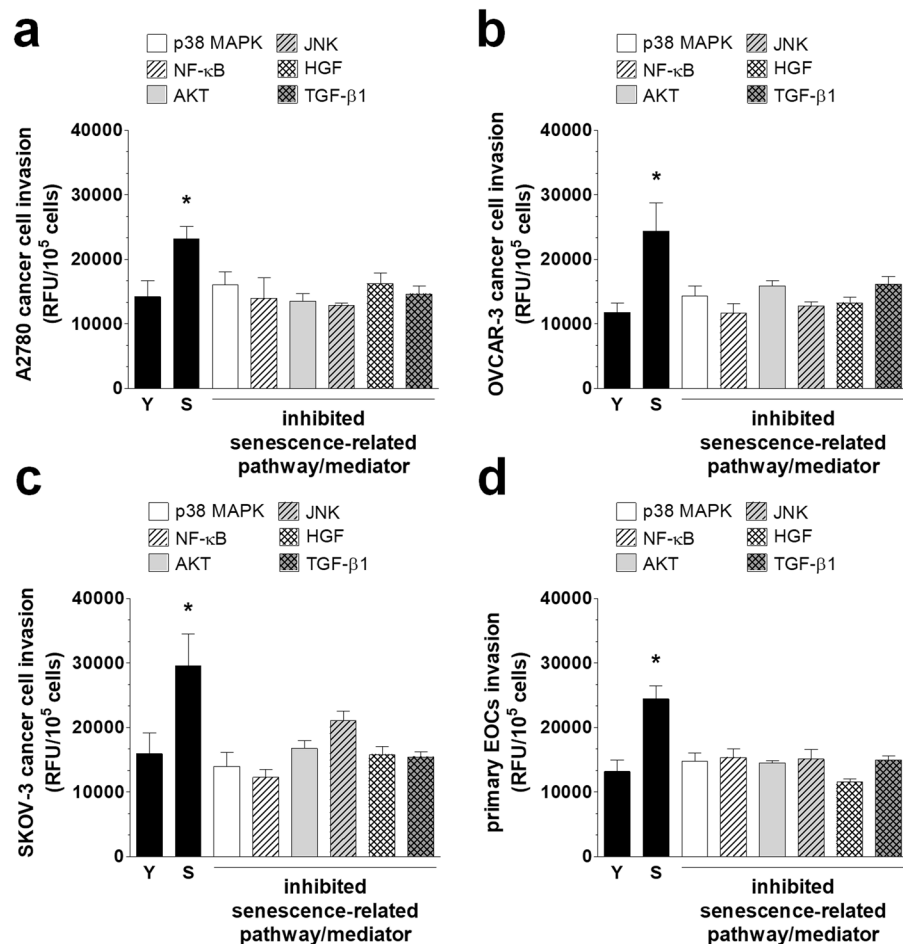 a
p38 MAPK
JNK
NF-κB
HGF
AKT
TGF-β1
A2780 cancer cell invasion
(RFU/10⁵ cells)
40000
30000
20000
10000
0
*
Y
S
inhibited
senescence-related
pathway/mediator
b
p38 MAPK
JNK
NF-κB
HGF
AKT
TGF-β1
OVCAR-3 cancer cell invasion
(RFU/10⁵ cells)
40000
30000
20000
10000
0
*
Y
S
inhibited
senescence-related
pathway/mediator
c
p38 MAPK
JNK
NF-κB
HGF
AKT
TGF-β1
SKOV-3 cancer cell invasion
(RFU/10⁵ cells)
40000
30000
20000
10000
0
*
Y
S
inhibited
senescence-related
pathway/mediator
d
p38 MAPK
JNK
NF-κB
HGF
AKT
TGF-β1
primary EOCs invasion
(RFU/10⁵ cells)
40000
30000
20000
10000
0
*
Y
S
inhibited
senescence-related
pathway/mediator